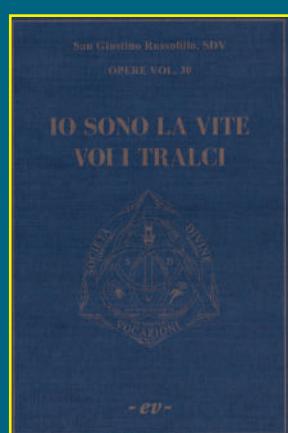 San Giustino Russolillo, SDV
OPERE VOL. 30
IO SONO LA VITE
VOI I TRALCI
SOCIETÀ DIVINE
S D
VOCAZIONI
- ev -